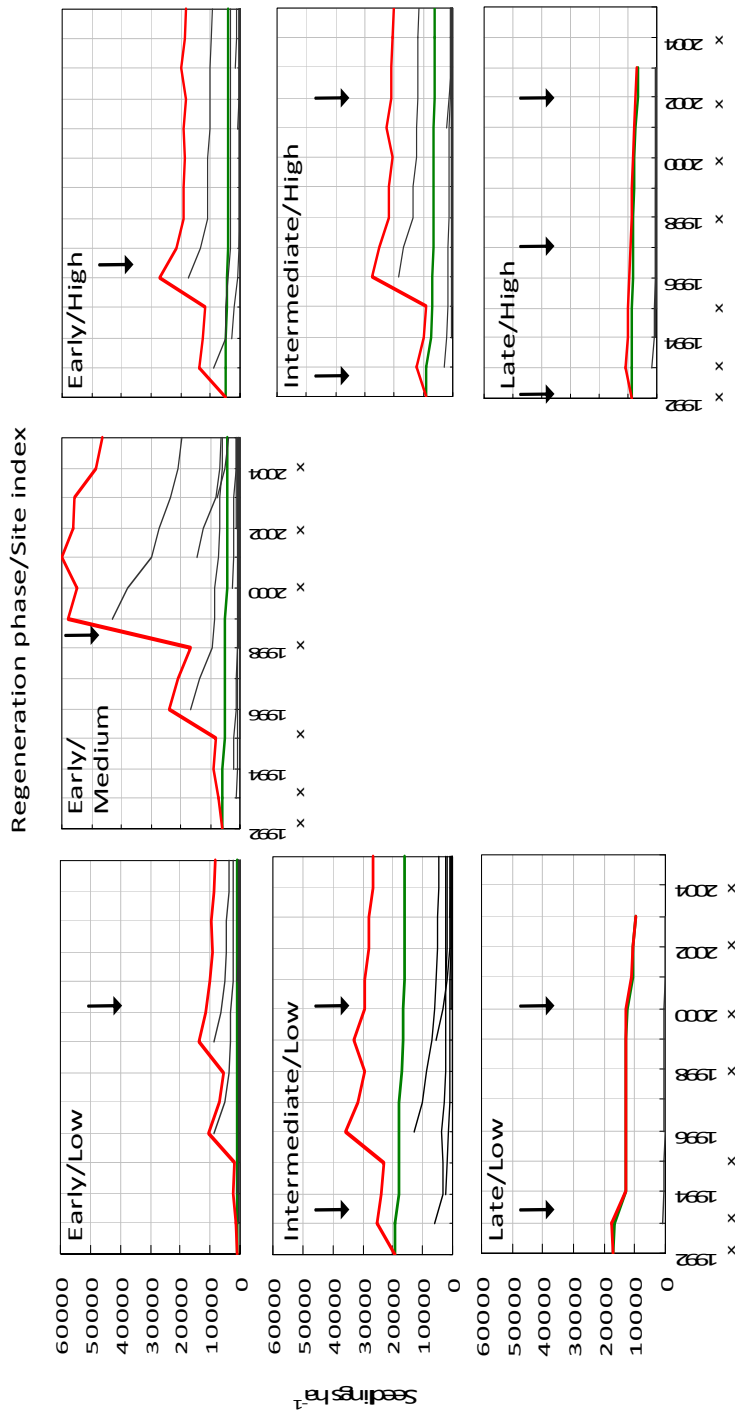 Regeneration phase/Site index
Seedlings ha⁻¹
60000
50000
40000
30000
20000
10000
0
Early/Low
Early/
Medium
Early/High
1992 1994 1996 1998 2000 2002 2004
x x x x x x x
60000
50000
40000
30000
20000
10000
0
Intermediate/Low
Intermediate/High
60000
50000
40000
30000
20000
10000
0
Late/Low
Late/High
1992 1994 1996 1998 2000 2002 2004
x x x x x x x
1992 1994 1996 1998 2000 2002 2004
x x x x x x x